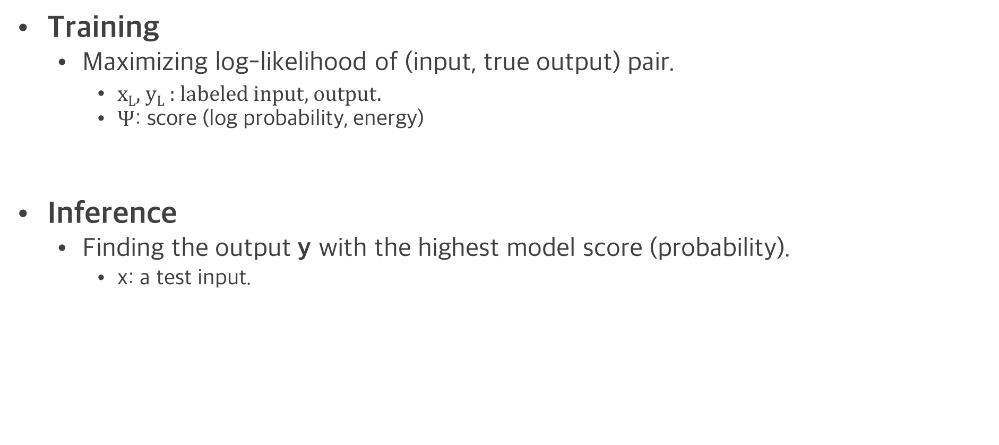 • Training
• Maximizing log-likelihood of (input, true output) pair.
• x_L, y_L : labeled input, output.
• Ψ: score (log probability, energy)
• Inference
• Finding the output y with the highest model score (probability).
• x: a test input.